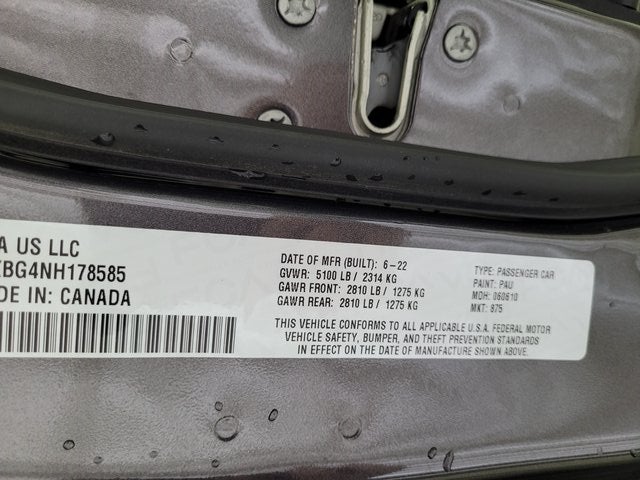 A US LLC
BG4NH178585
DE IN: CANADA
DATE OF MFR (BUILT): 6-22
GVWR: 5100 LB / 2314 KG
GAWR FRONT: 2810 LB / 1275 KG
GAWR REAR: 2810 LB / 1275 KG
TYPE: PASSENGER CAR
PAINT: PAU
MDH: 060610
MKT: 875
THIS VEHICLE CONFORMS TO ALL APPLICABLE U.S.A. FEDERAL MOTOR
VEHICLE SAFETY, BUMPER, AND THEFT PREVENTION STANDARDS
IN EFFECT ON THE DATE OF MANUFACTURE SHOWN ABOVE.